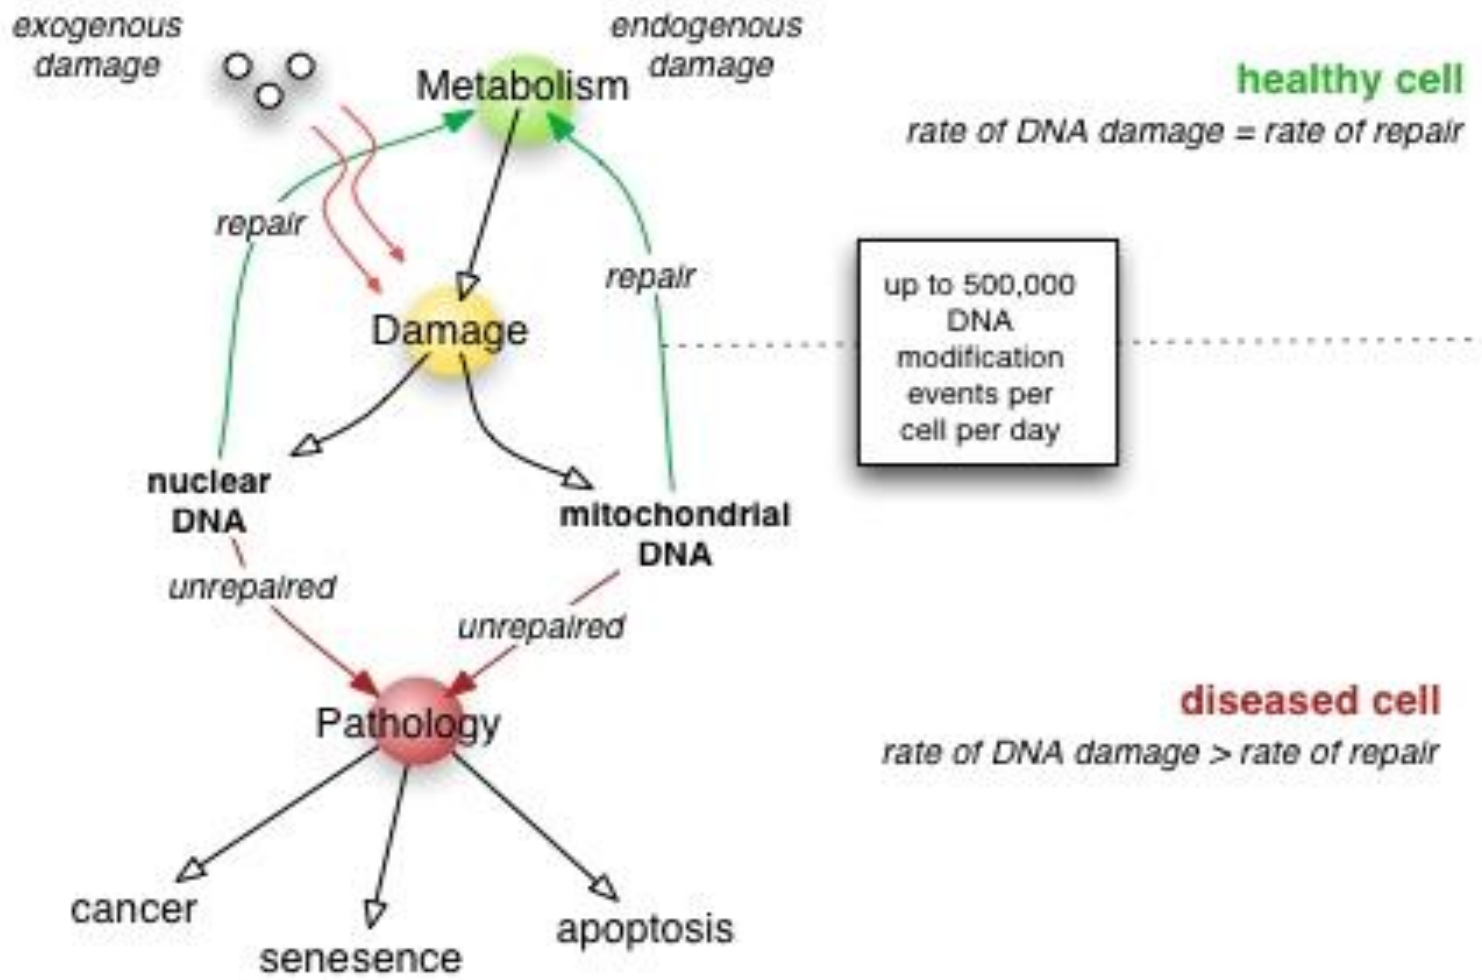 exogenous
damage
endogenous
damage
Metabolism
healthy cell
rate of DNA damage = rate of repair
repair
repair
up to 500,000
DNA
modification
events per
cell per day
Damage
nuclear
DNA
mitochondrial
DNA
unrepaired
unrepaired
Pathology
diseased cell
rate of DNA damage > rate of repair
cancer
senesence
apoptosis